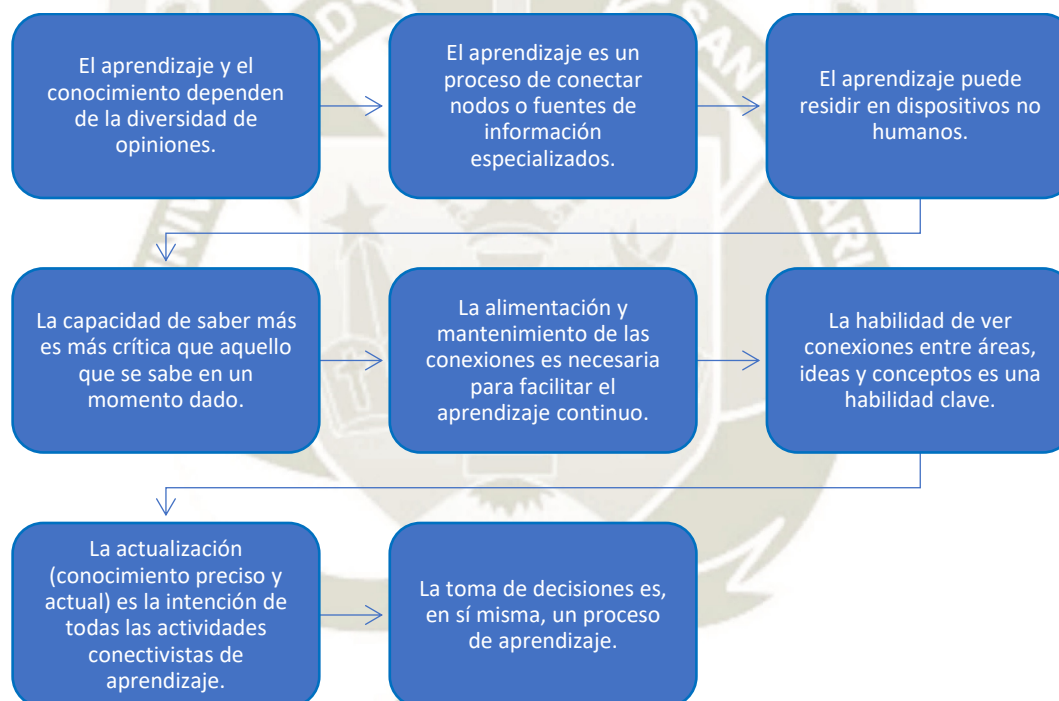 El aprendizaje y el
conocimiento dependen
de la diversidad de
opiniones.
El aprendizaje es un
proceso de conectar
nodos o fuentes de
información
especializados.
El aprendizaje puede
residir en dispositivos no
humanos.
La capacidad de saber más
es más crítica que aquello
que se sabe en un
momento dado.
La alimentación y
mantenimiento de las
conexiones es necesaria
para facilitar el
aprendizaje continuo.
La habilidad de ver
conexiones entre áreas,
ideas y conceptos es una
habilidad clave.
La actualización
(conocimiento preciso y
actual) es la intención de
todas las actividades
conectivistas de
aprendizaje.
La toma de decisiones es,
en sí misma, un proceso
de aprendizaje.